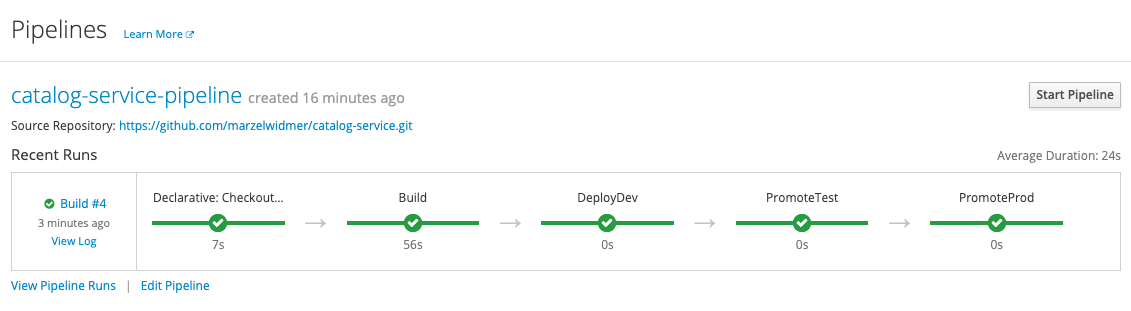 Pipelines Learn More
catalog-service-pipeline created 16 minutes ago
Start Pipeline
Source Repository: https://github.com/marzelwidmer/catalog-service.git
Recent Runs
Average Duration: 24s
Build #4
3 minutes ago
View Log
Declarative: Checkout...
7s
Build
56s
DeployDev
0s
PromoteTest
0s
PromoteProd
0s
View Pipeline Runs | Edit Pipeline